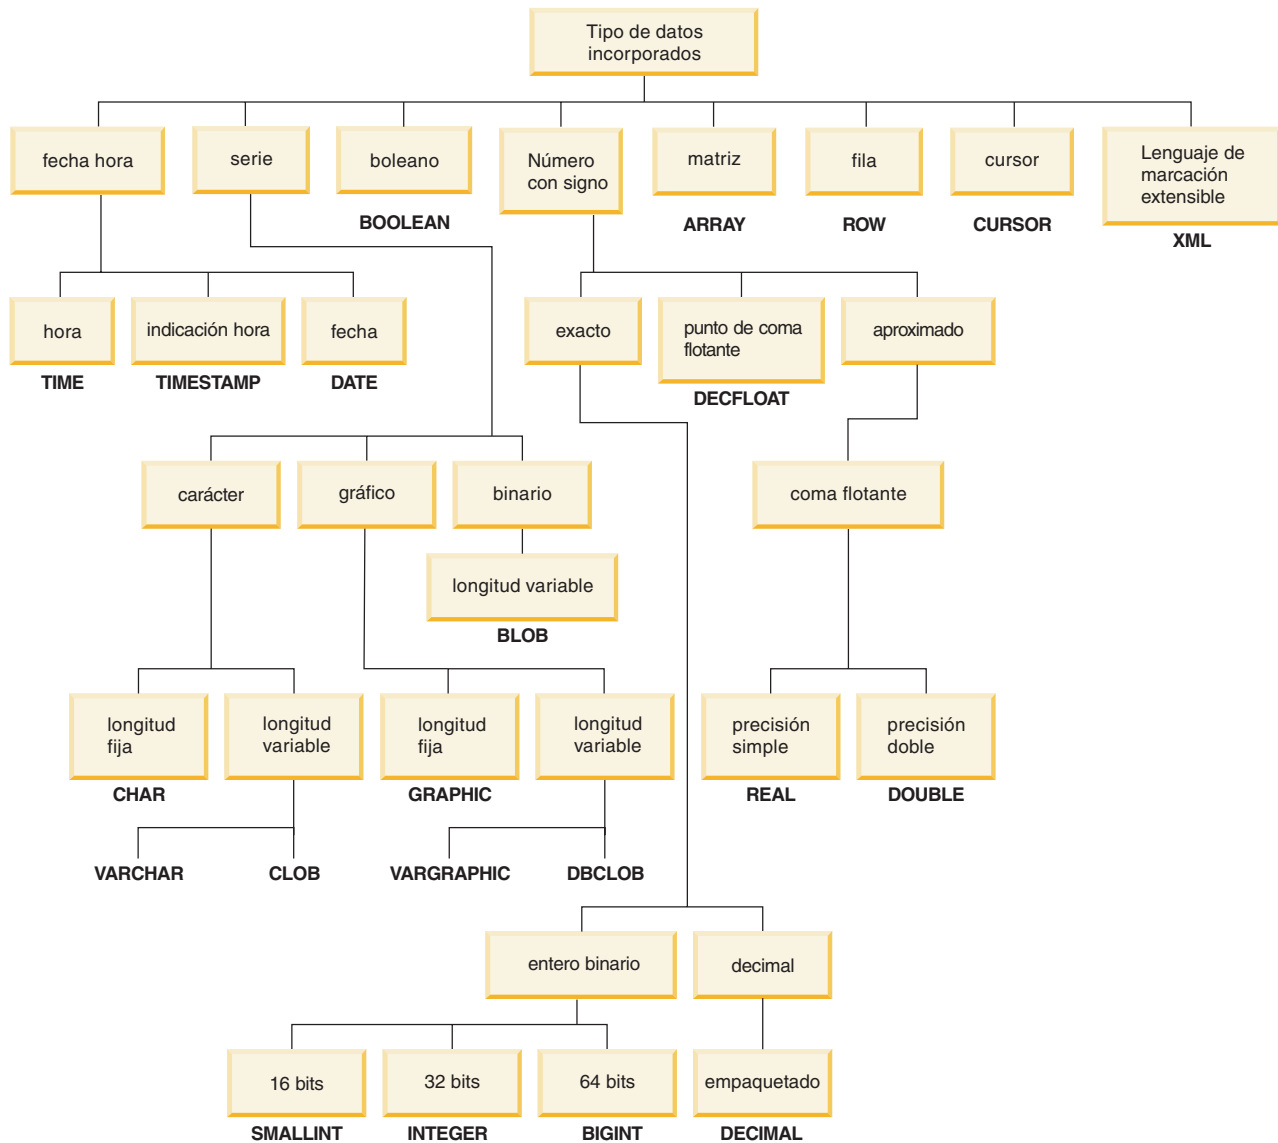 Tipo de datos
incorporados
fecha hora
serie
boleano
BOOLEAN
Número
con signo
matriz
ARRAY
fila
ROW
cursor
CURSOR
Lenguaje de
marcación
extensible
XML
hora
TIME
indicación hora
TIMESTAMP
fecha
DATE
exacto
punto de coma
flotante
DECFLOAT
aproximado
carácter
gráfico
binario
coma flotante
longitud variable
BLOB
longitud
fija
CHAR
longitud
variable
longitud
fija
GRAPHIC
longitud
variable
precisión
simple
REAL
precisión
doble
DOUBLE
VARCHAR
CLOB
VARGRAPHIC
DBCLOB
entero binario
decimal
16 bits
SMALLINT
32 bits
INTEGER
64 bits
BIGINT
empaquetado
DECIMAL